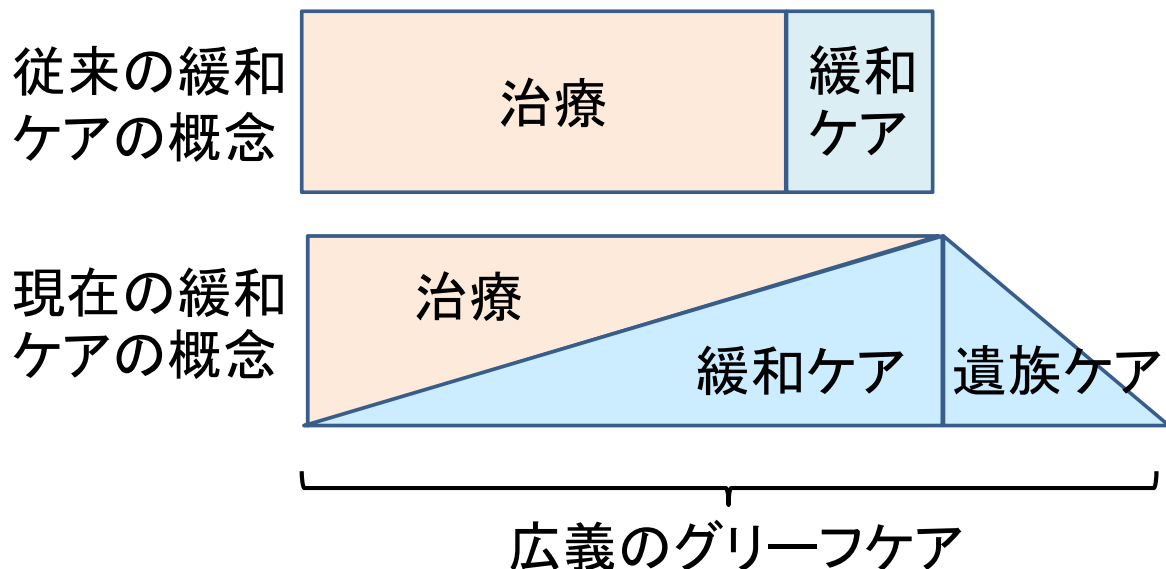 従来の緩和
ケアの概念
治療
緩和
ケア
現在の緩和
ケアの概念
治療
緩和ケア
遺族ケア
広義のグリーフケア